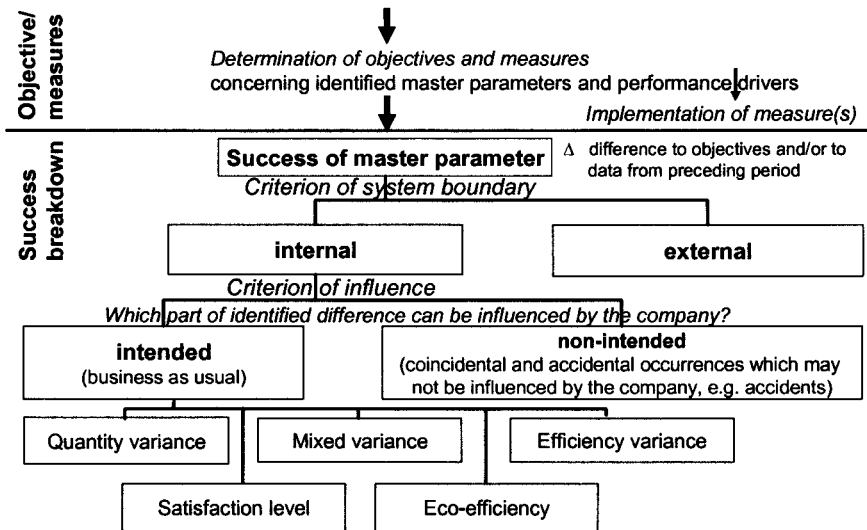 Objective/
measures
Determination of objectives and measures
concerning identified master parameters and performance drivers
Implementation of measure(s)
Success
breakdown
Success of master parameter
Δ difference to objectives and/or to
data from preceding period
Criterion of system boundary
internal
external
Criterion of influence
Which part of identified difference can be influenced by the company?
intended
(business as usual)
non-intended
(coincidental and accidental occurrences which may
not be influenced by the company, e.g. accidents)
Quantity variance
Mixed variance
Efficiency variance
Satisfaction level
Eco-efficiency